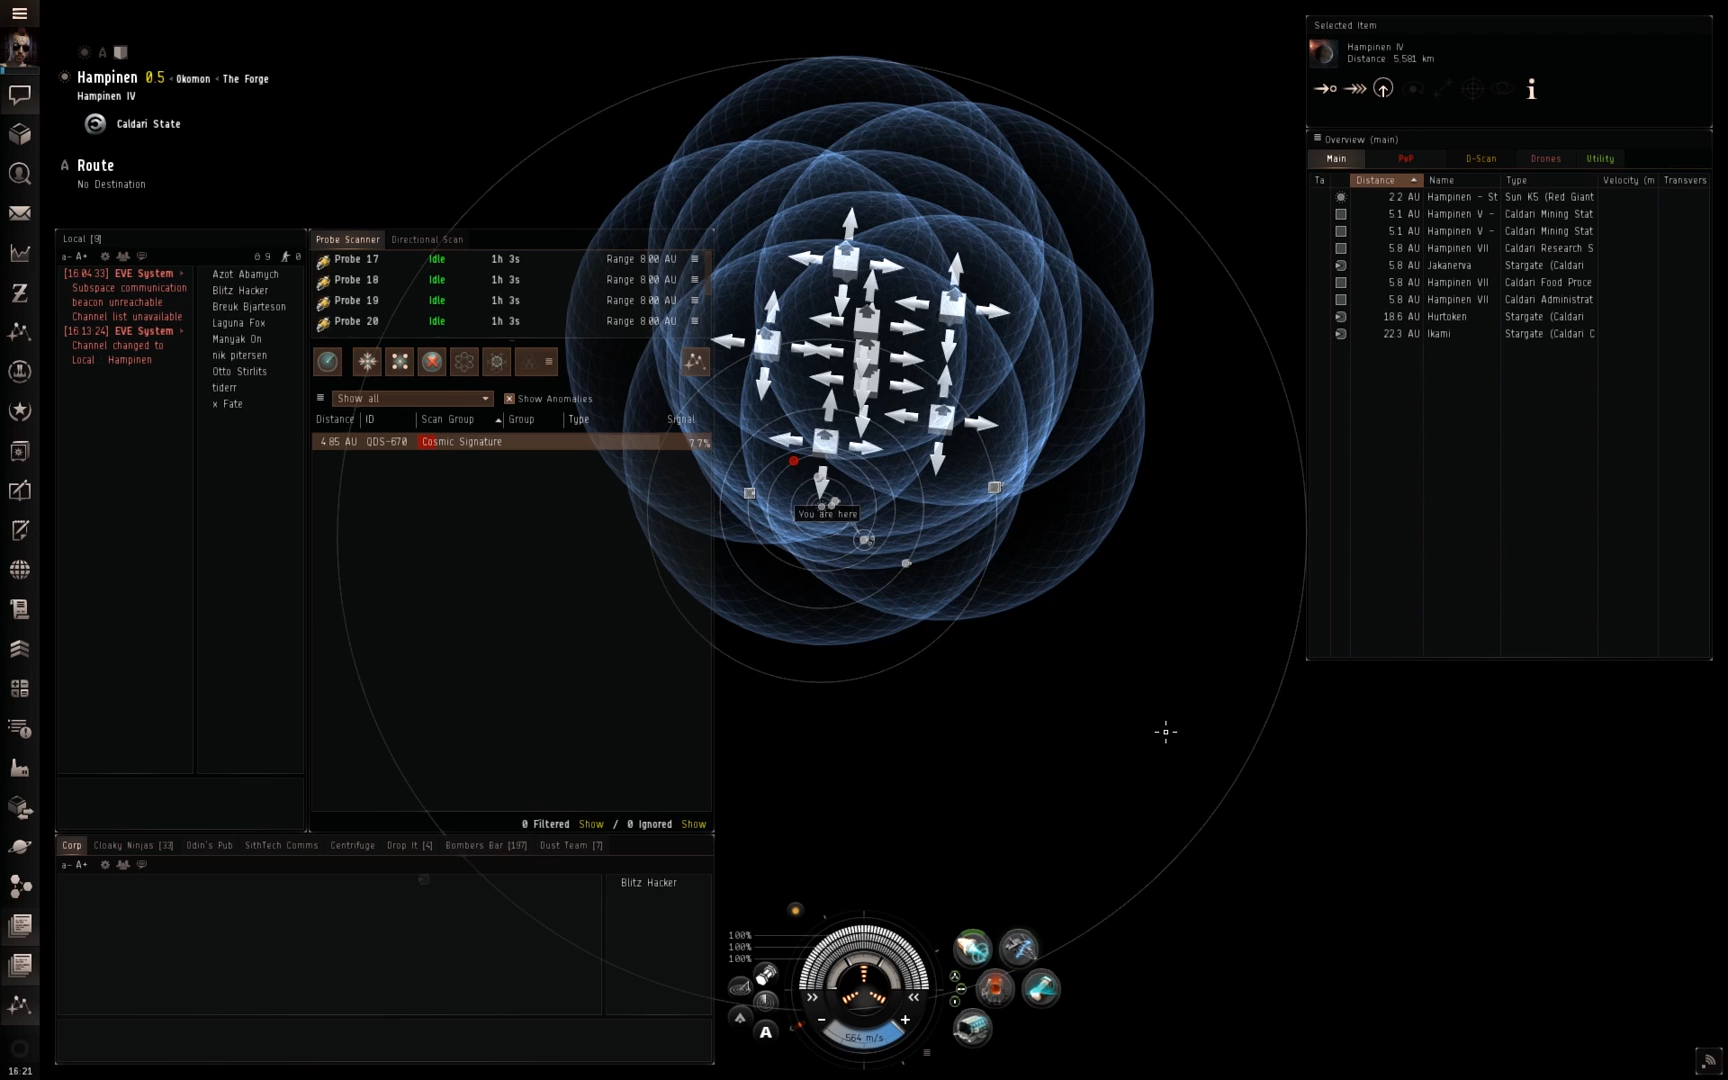 A
Hampinen 0.5 < Okomon < The Forge
Hampinen IV
Caldari State
A Route
No Destination
Local [9]
a- A+
9
0
[16:04:33] EVE System >
Subspace communication
beacon unreachable.
Channel list unavailable
[16:13:24] EVE System >
Channel changed to
Local : Hampinen
Azot Abamych
Blitz Hacker
Breuk Bjarteson
Laguna Fox
Manyak On
nik pitersen
Otto Stirlits
tiderr
x Fate
Probe Scanner Directional Scan
Probe 17 Idle 1h 3s Range 8.00 AU
Probe 18 Idle 1h 3s Range 8.00 AU
Probe 19 Idle 1h 3s Range 8.00 AU
Probe 20 Idle 1h 3s Range 8.00 AU
Show all
Show Anomalies
Distance ID Scan Group Group Type Signal
4.85 AU QDS-670 Cosmic Signature 7.7%
0 Filtered Show / 0 Ignored Show
You are here
Selected Item
Hampinen IV
Distance: 5,581 km
Overview (main)
Main PvP D-Scan Drones Utility
Ta Distance Name Type Velocity (m Transvers
2.2 AU Hampinen - St Sun K5 (Red Giant
5.1 AU Hampinen V - Caldari Mining Stat
5.1 AU Hampinen V - Caldari Mining Stat
5.8 AU Hampinen VII Caldari Research S
5.8 AU Jakanerva Stargate (Caldari
5.8 AU Hampinen VII Caldari Food Proce
5.8 AU Hampinen VII Caldari Administrat
18.6 AU Hurtoken Stargate (Caldari
22.3 AU Ikami Stargate (Caldari C
Corp Cloaky Ninjas [33] Odin's Pub SithTech Comms Centrifuge Drop It [4] Bombers Bar [197] Dust Team [7]
a- A+
Blitz Hacker
100%
100%
100%
A
564 m/s
16:21